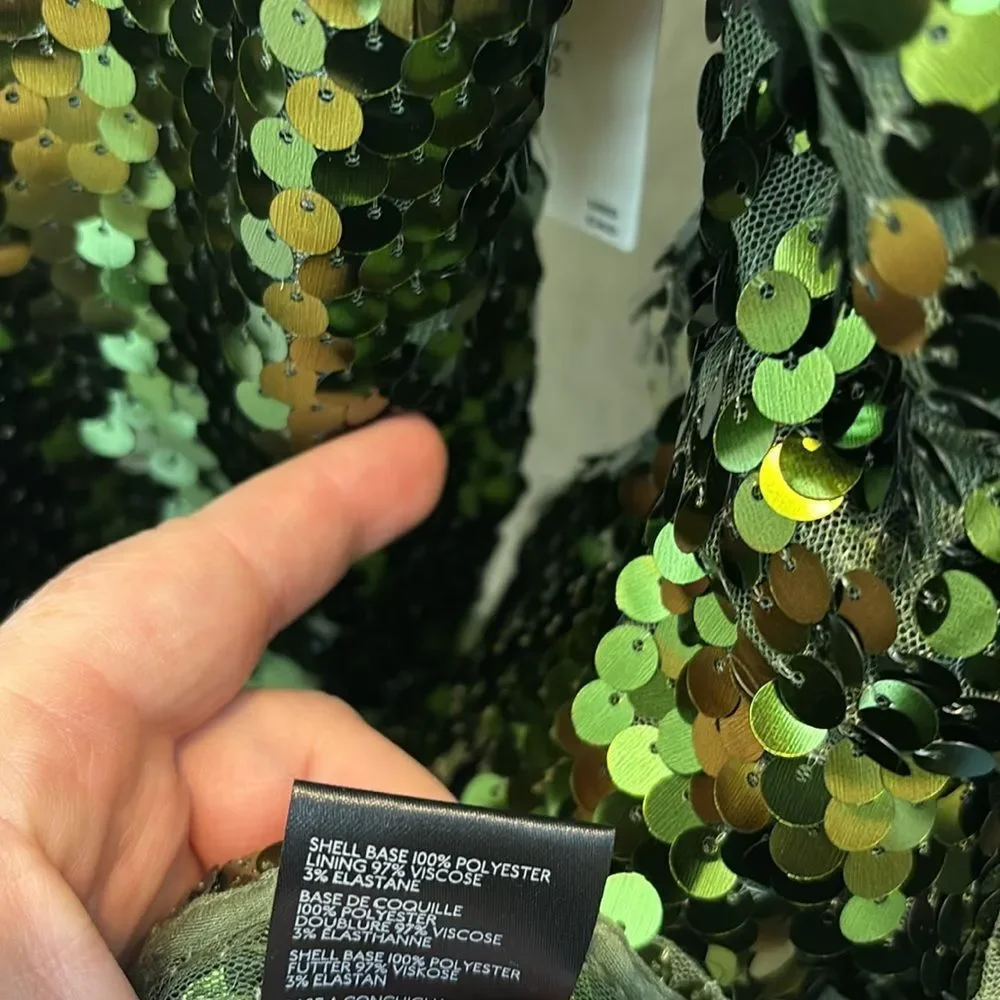 SHELL BASE 100% POLYESTER
LINING 97% VISCOSE
3% ELASTANE
BASE DE COQUILLE
100% POLYESTER
DOUBLURE 97% VISCOSE
3% ELASTHANNE
SHELL BASE 100% POLYESTER
FUTTER 97% VISKOSE
3% ELASTAN